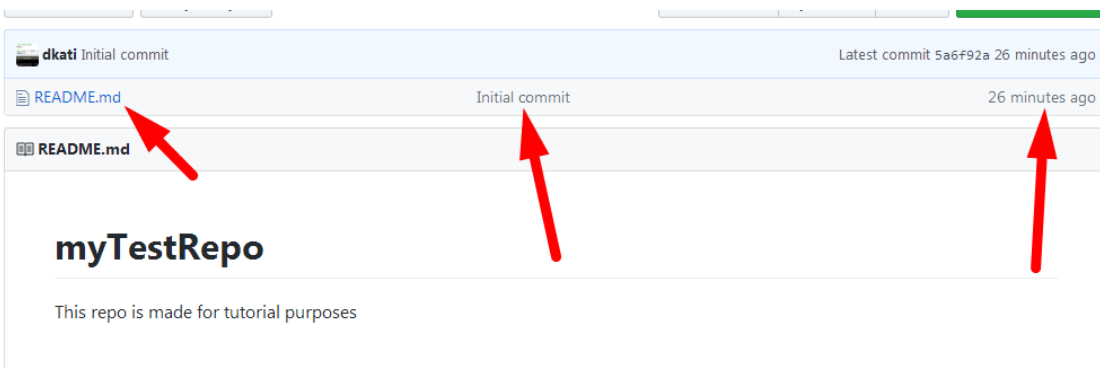 dkati Initial commit Latest commit 5a6f92a 26 minutes ago
README.md Initial commit 26 minutes ago
README.md
myTestRepo
This repo is made for tutorial purposes